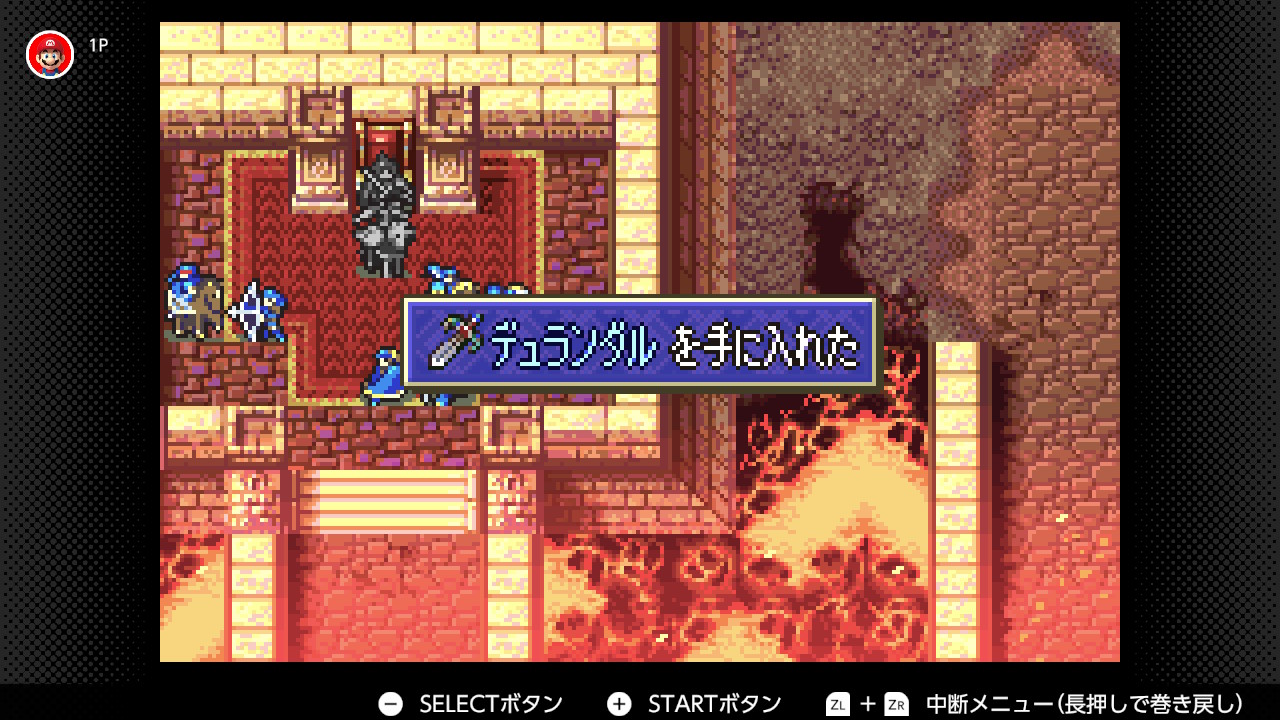 1P
デュランダル を手に入れた
SELECTボタン STARTボタン ZL + ZR 中断メニュー(長押しで巻き戻し)